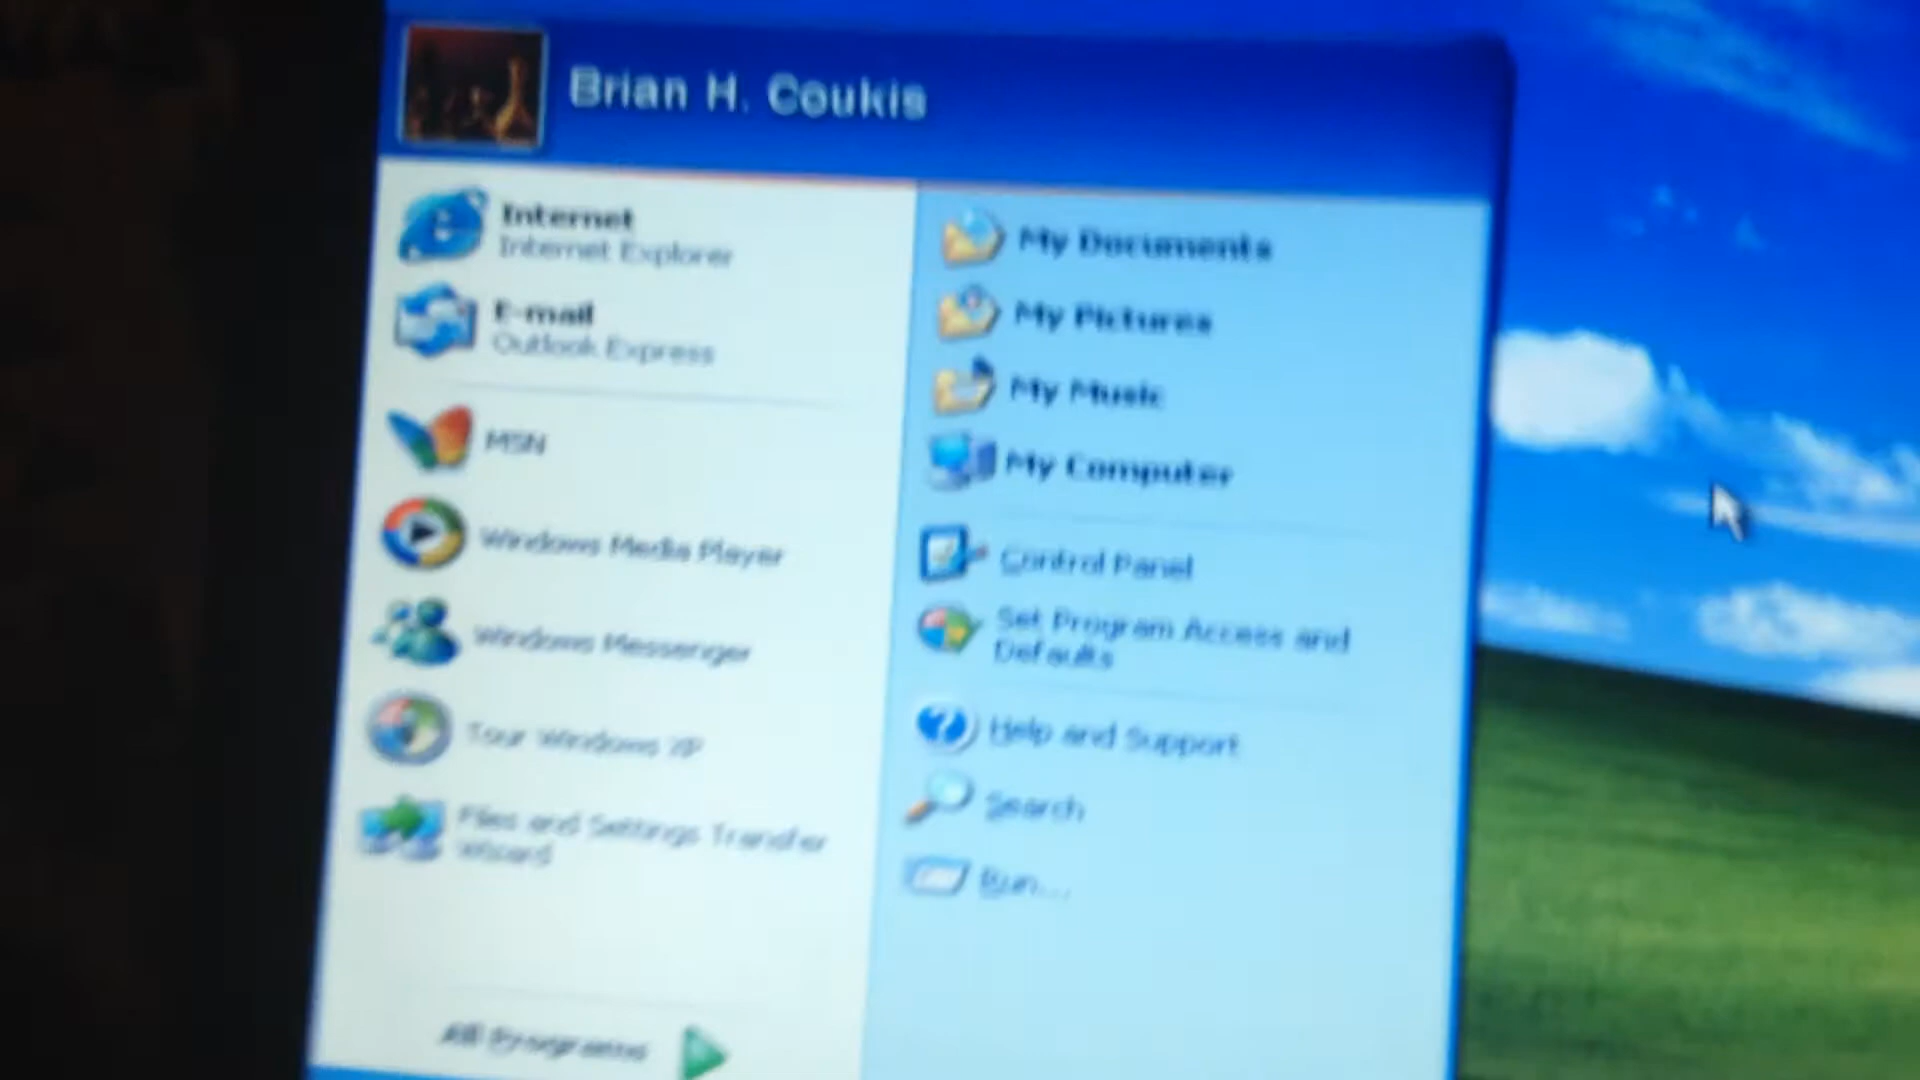 Brian H. Coukis
Internet
Internet Explorer
E-mail
Outlook Express
MSN
Windows Media Player
Windows Messenger
Tour Windows XP
Files and Settings Transfer
Wizard
All Programs
My Documents
My Pictures
My Music
My Computer
Control Panel
Set Program Access and
Defaults
Help and Support
Search
Run...